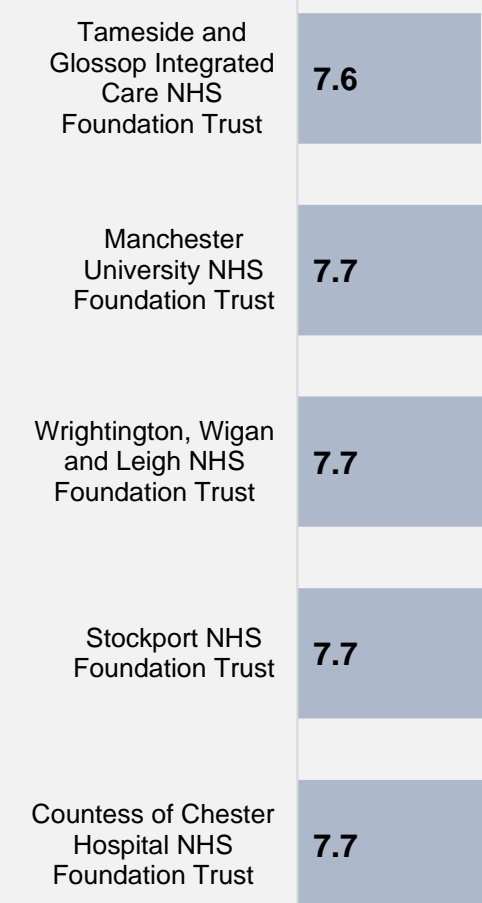 Tameside and
Glossop Integrated
Care NHS
Foundation Trust
7.6
Manchester
University NHS
Foundation Trust
7.7
Wrightington, Wigan
and Leigh NHS
Foundation Trust
7.7
Stockport NHS
Foundation Trust
7.7
Countess of Chester
Hospital NHS
Foundation Trust
7.7